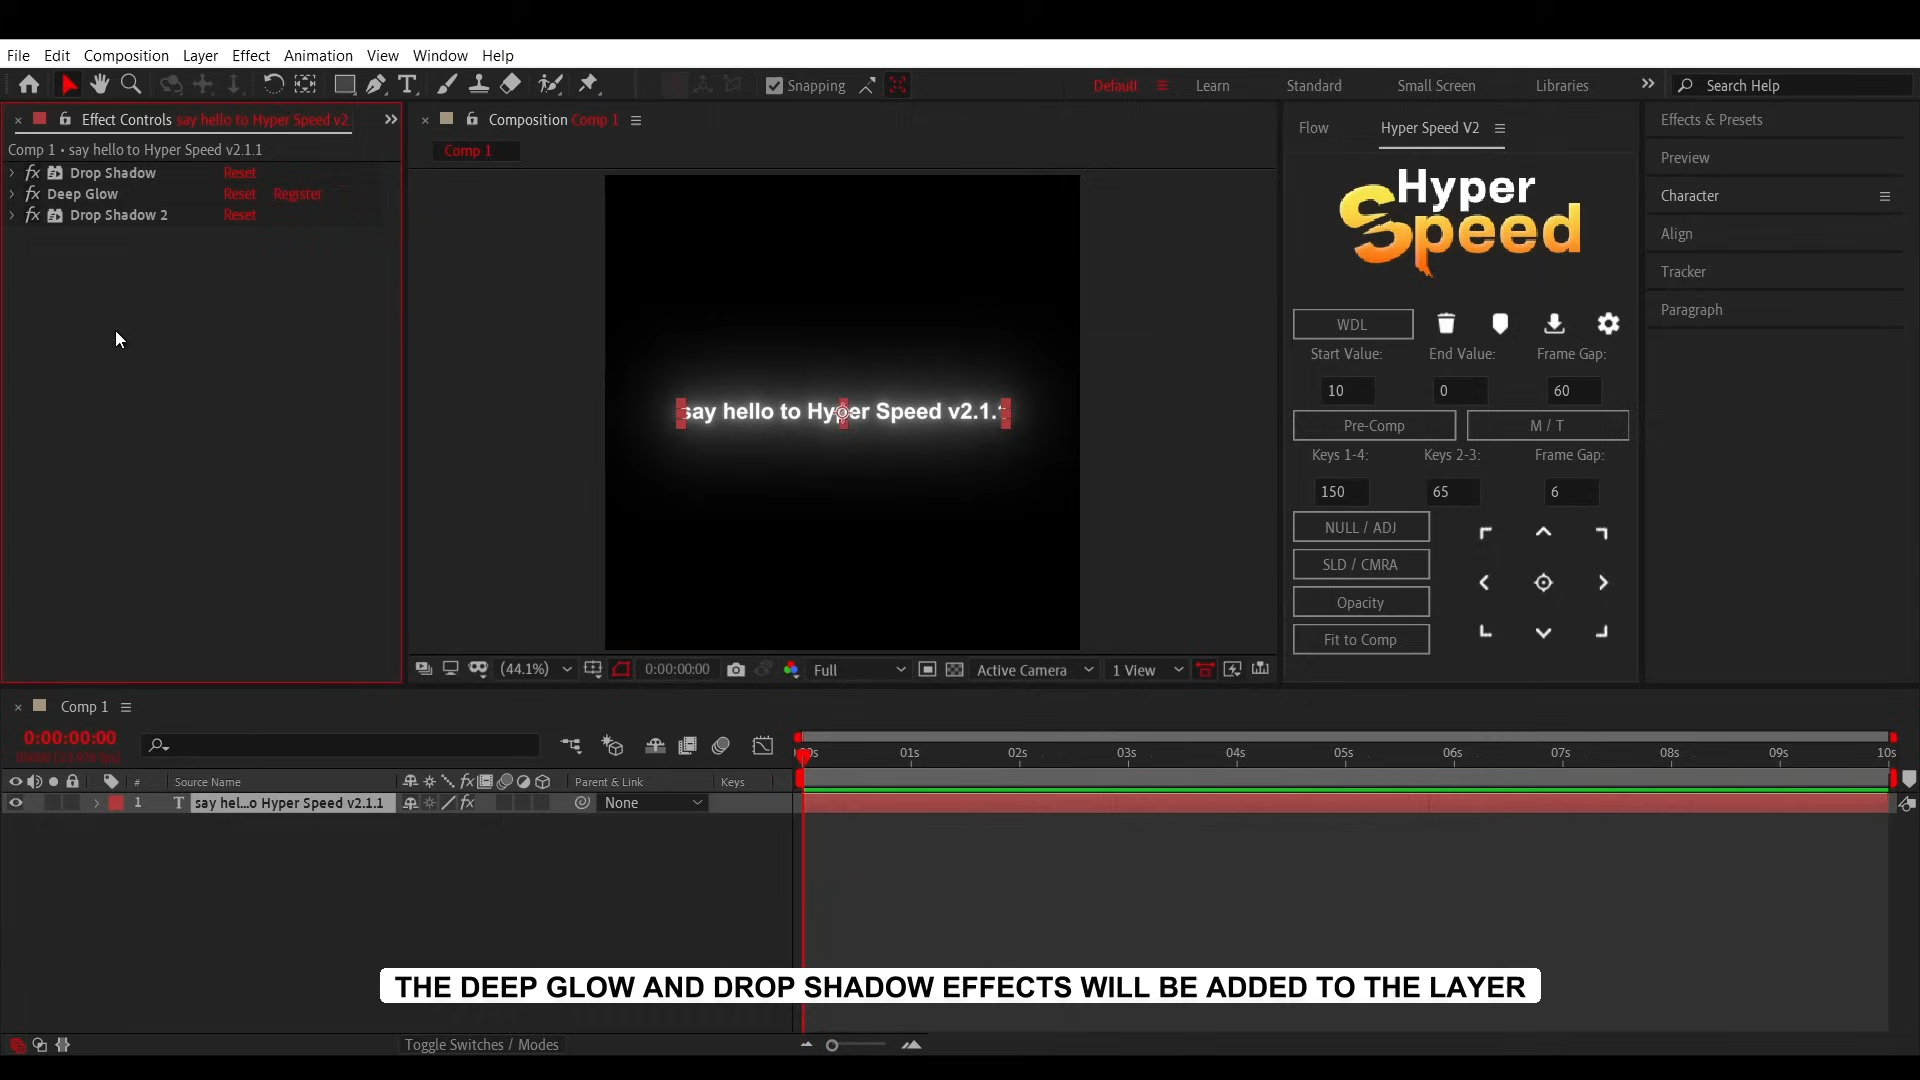 File Edit Composition Layer Effect Animation View Window Help
Snapping Default Learn Standard Small Screen Libraries Search Help
Effect Controls say hello to Hyper Speed v2
Comp 1 • say hello to Hyper Speed v2.1.1
fx Drop Shadow Reset
fx Deep Glow Reset Register
fx Drop Shadow 2 Reset
Composition Comp 1
Comp 1
say hello to Hyper Speed v2.1.1
(44.1%) 0:00:00:00 Full Active Camera 1 View
Flow Hyper Speed V2
Hyper
Speed
WDL
Start Value: End Value: Frame Gap:
10 0 60
Pre-Comp M / T
Keys 1-4: Keys 2-3: Frame Gap:
150 65 6
NULL / ADJ
SLD / CMRA
Opacity
Fit to Comp
Effects & Presets
Preview
Character
Align
Tracker
Paragraph
Comp 1
0:00:00:00
01s 02s 03s 04s 05s 06s 07s 08s 09s 10s
# Source Name fx Parent & Link Keys
1 T say hel...o Hyper Speed v2.1.1 fx None
THE DEEP GLOW AND DROP SHADOW EFFECTS WILL BE ADDED TO THE LAYER
Toggle Switches / Modes